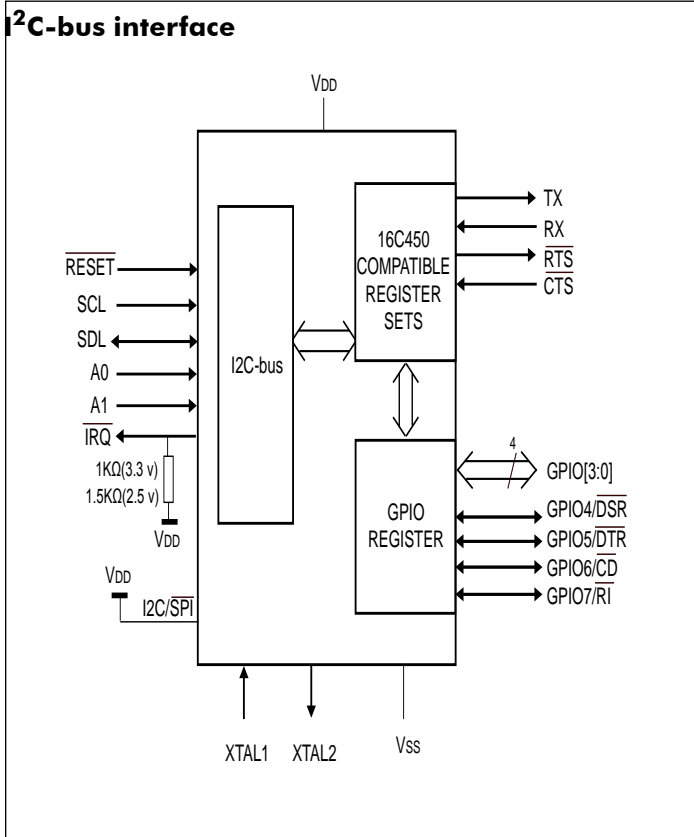 I²C-bus interface
VDD
RESET
SCL
SDL
A0
A1
IRQ
1KΩ(3.3 v)
1.5KΩ(2.5 v)
VDD
VDD
I2C/SPI
I2C-bus
16C450
COMPATIBLE
REGISTER
SETS
GPIO
REGISTER
TX
RX
RTS
CTS
4
GPIO[3:0]
GPIO4/DSR
GPIO5/DTR
GPIO6/CD
GPIO7/RI
XTAL1
XTAL2
VSS